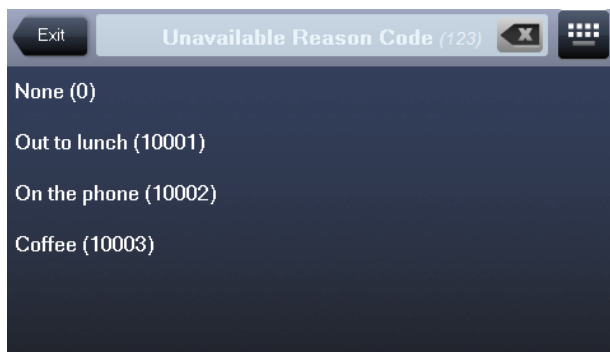 Exit Unavailable Reason Code (123) X
None (0)
Out to lunch (10001)
On the phone (10002)
Coffee (10003)